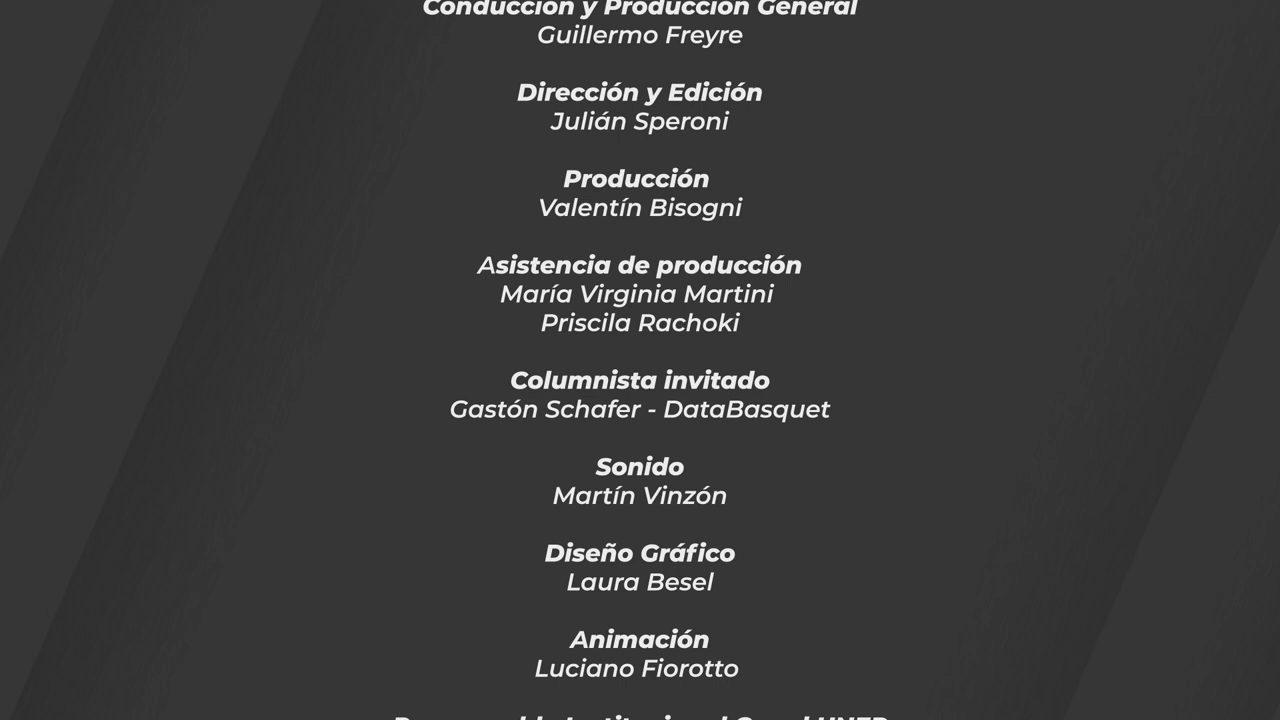 Conducción y Producción General
Guillermo Freyre
Dirección y Edición
Julián Speroni
Producción
Valentín Bisogni
Asistencia de producción
María Virginia Martini
Priscila Rachoki
Columnista invitado
Gastón Schafer - DataBasquet
Sonido
Martín Vinzón
Diseño Gráfico
Laura Besel
Animación
Luciano Fiorotto